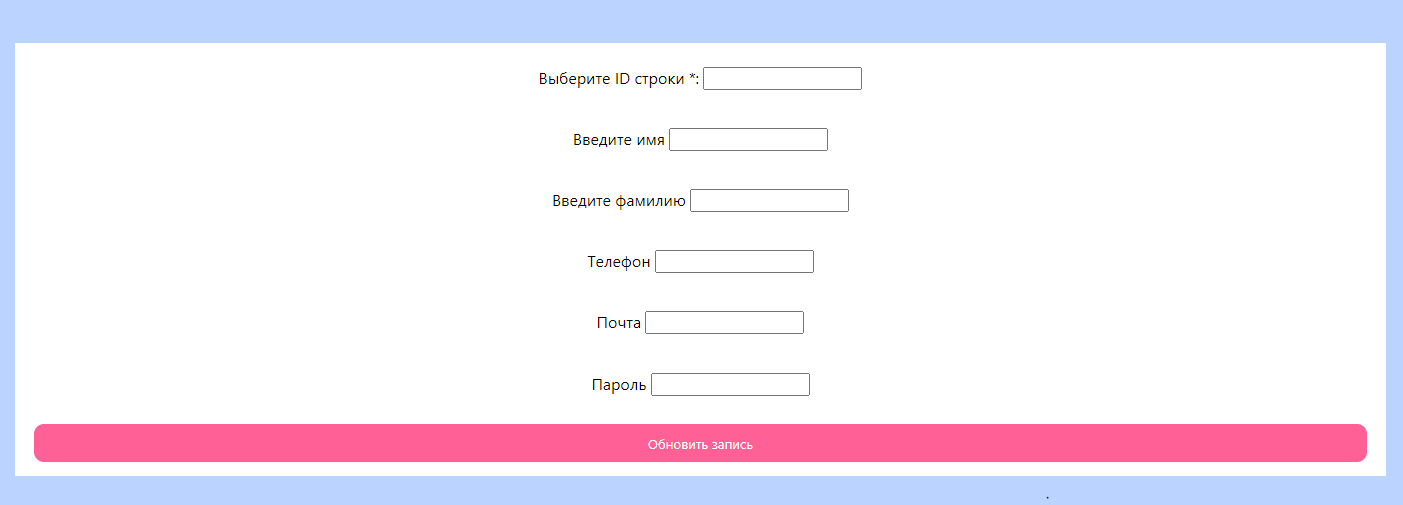 Выберите ID строки *:
Введите имя
Введите фамилию
Телефон
Почта
Пароль
Обновить запись
.